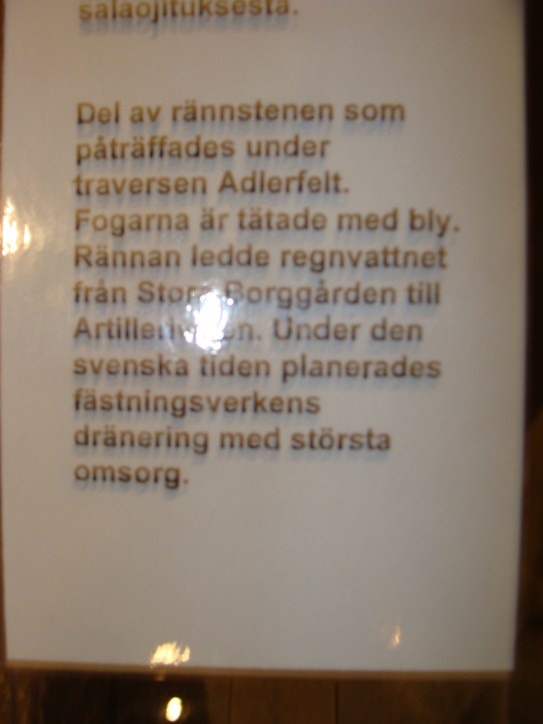 salaojituksesta.
Del av rännstenen som
påträffades under
traversen Adlerfelt.
Fogarna är tätade med bly.
Rännan ledde regnvattnet
från Stora Borggården till
Under den
svenska tiden planerades
fästningsverkens
dränering med största
omsorg.